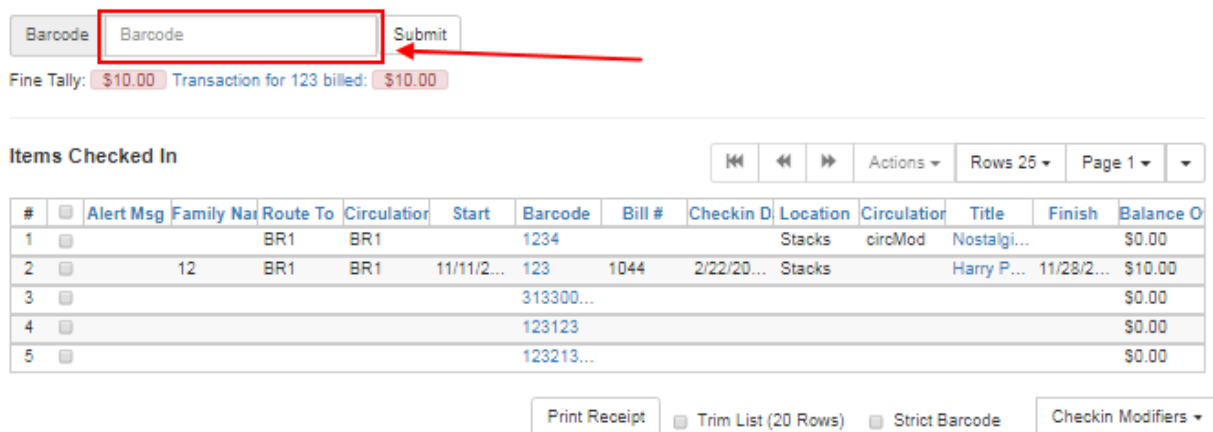 Barcode Barcode Submit
Fine Tally: $10.00 Transaction for 123 billed: $10.00
Items Checked In Actions Rows 25 Page 1
# Alert Msg Family Nar Route To Circulation Start Barcode Bill # Checkin D Location Circulation Title Finish Balance O
1 BR1 BR1 1234 Stacks circMod Nostalgi... $0.00
2 12 BR1 BR1 11/11/2... 123 1044 2/22/20... Stacks Harry P... 11/28/2... $10.00
3 313300... $0.00
4 123123 $0.00
5 123213... $0.00
Print Receipt Trim List (20 Rows) Strict Barcode Checkin Modifiers